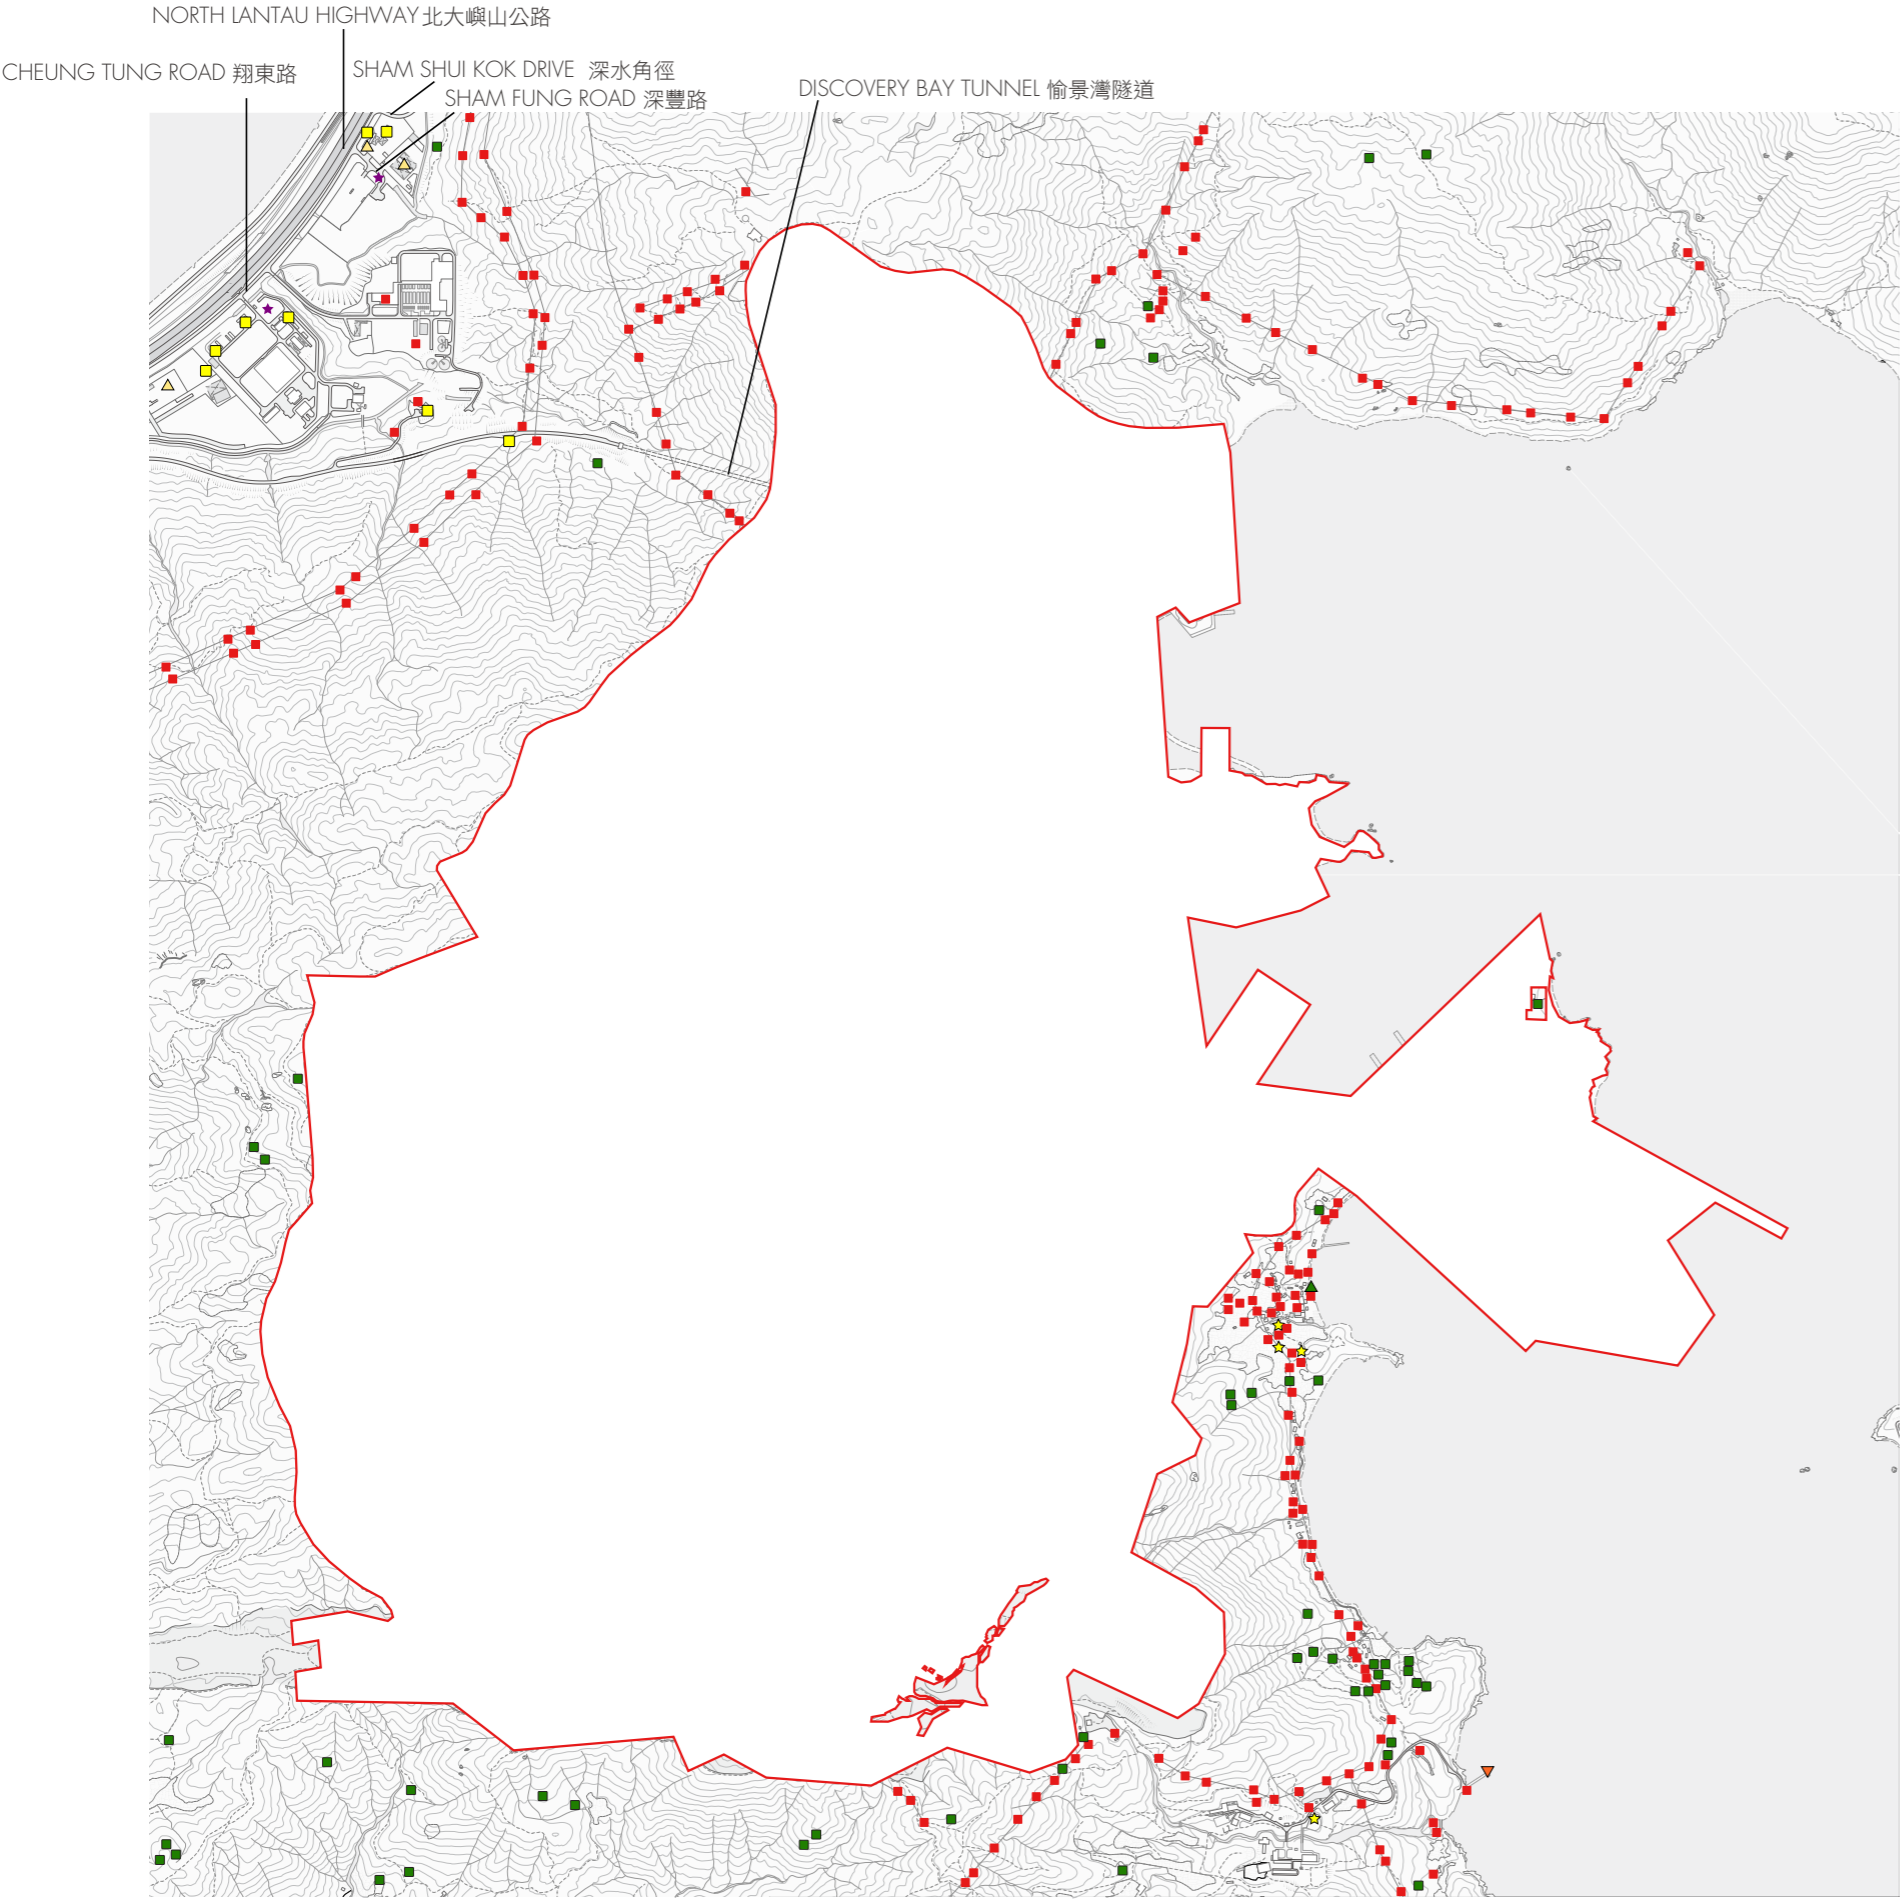 NORTH LANTAU HIGHWAY 北大嶼山公路
CHEUNG TUNG ROAD 翔東路
SHAM SHUI KOK DRIVE 深水角徑
SHAM FUNG ROAD 深豐路
DISCOVERY BAY TUNNEL 愉景灣隧道